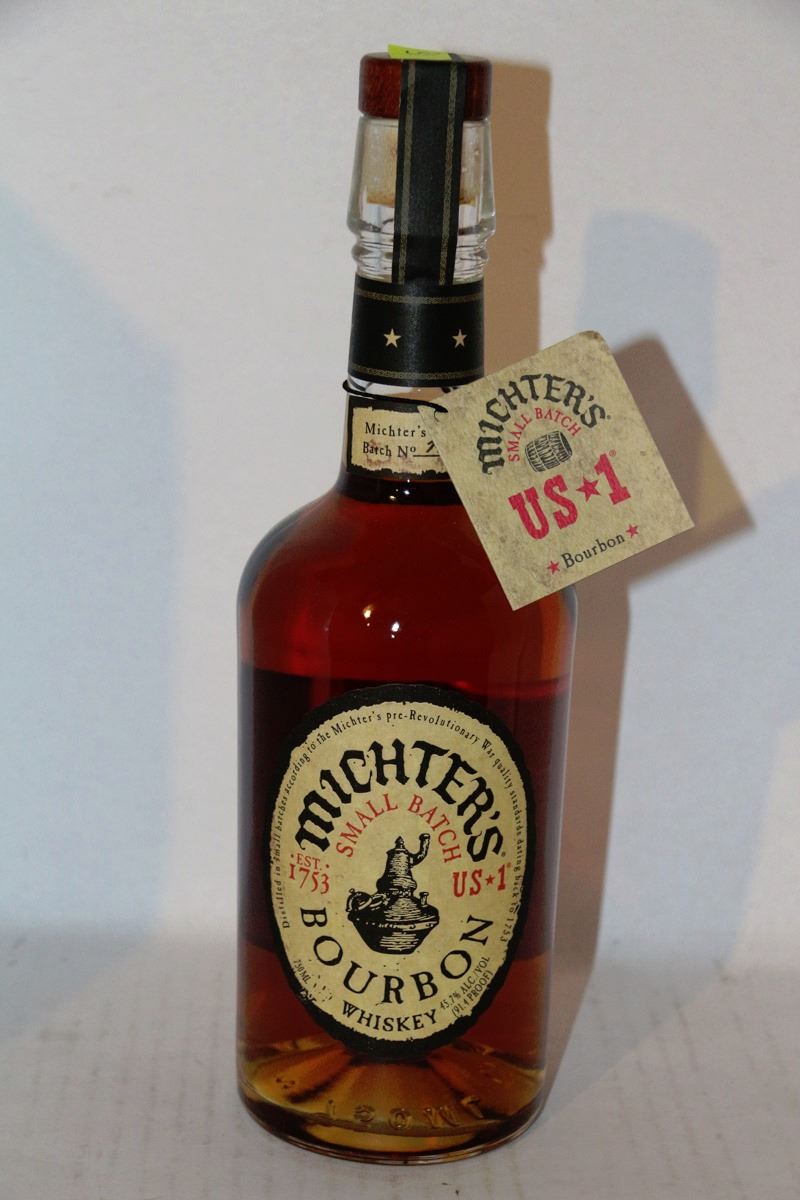 Michter's
Batch Nº
MICHTER'S
SMALL BATCH
US★1®
★Bourbon★
Distilled in small batches according to the Michter's pre-Revolutionary War quality standards dating back to 1753
MICHTER'S®
SMALL BATCH
·EST.·
1753
US★1®
BOURBON
WHISKEY
750ML
45.7% ALC/VOL
(91.4 PROOF)